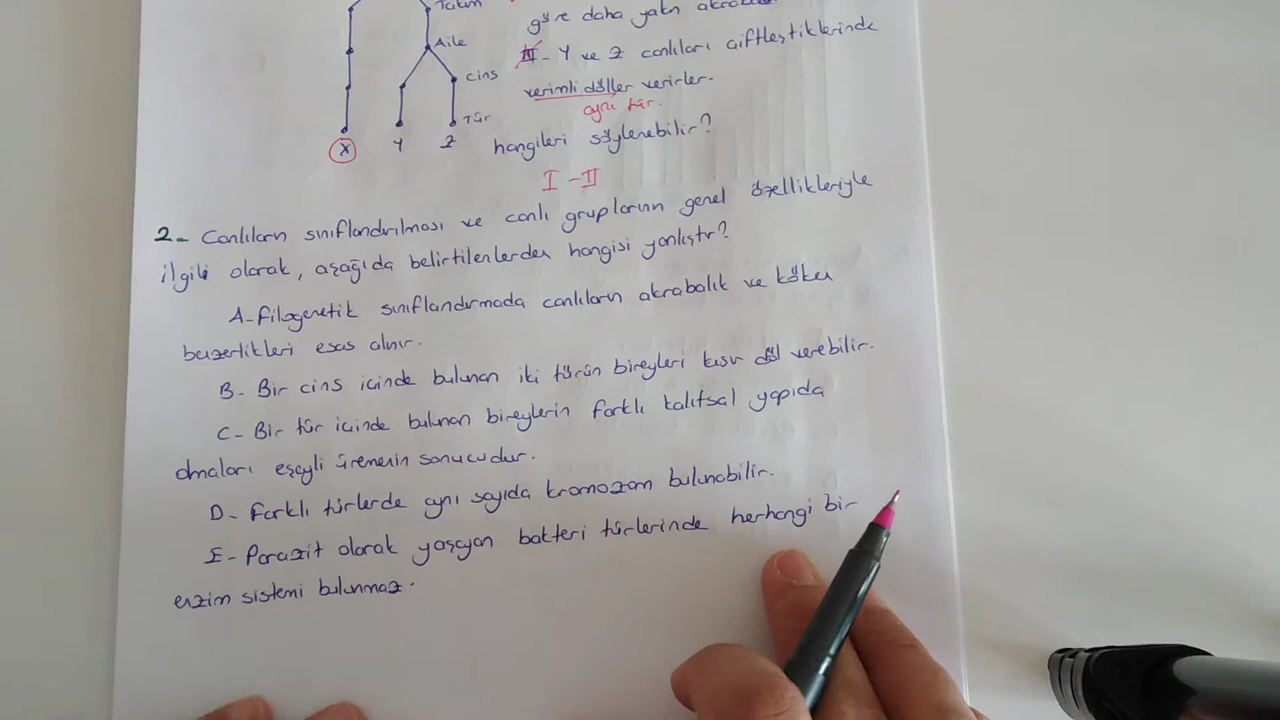 Takım
göre daha yakın
Aile
III- Y ve Z canlıları çiftleştiklerinde
cins
verimli döller verirler.
aynı tür.
Tür
X Y Z
hangileri söylenebilir?
I - II
2- Canlıların sınıflandırılması ve canlı gruplarının genel özellikleriyle
ilgili olarak, aşağıda belirtilenlerden hangisi yanlıştır?
A- Filogenetik sınıflandırmada canlıların akrabalık ve köken
benzerlikleri esas alınır.
B- Bir cins içinde bulunan iki türün bireyleri kısır döl verebilir.
C- Bir tür içinde bulunan bireylerin farklı kalıtsal yapıda
olmaları eşeyli üremenin sonucudur.
D- Farklı türlerde aynı sayıda kromozom bulunabilir.
E- Parazit olarak yaşayan bakteri türlerinde herhangi bir
enzim sistemi bulunmaz.